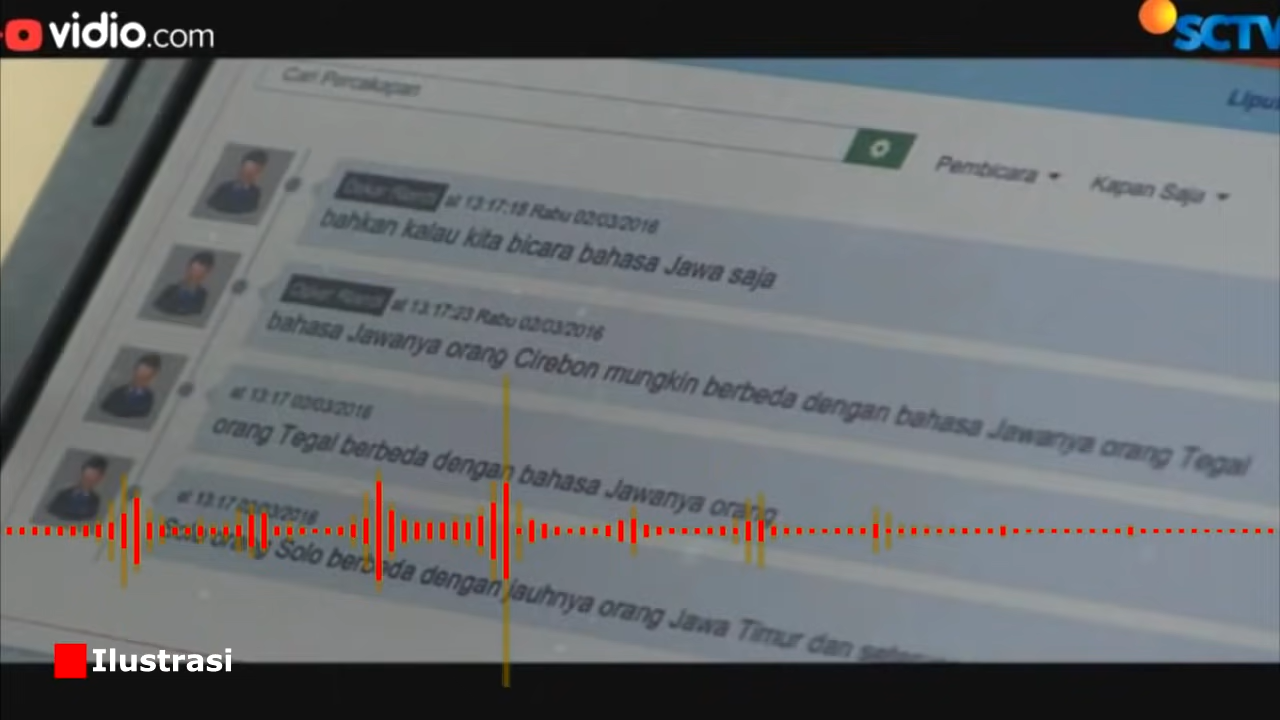 vidio.com
SCTV
Liput
Cari Percakapan
Pembicara
Kapan Saja
at 13:17:18 Rabu 02/03/2016
bahkan kalau kita bicara bahasa Jawa saja
at 13:17:23 Rabu 02/03/2016
bahasa Jawanya orang Cirebon mungkin berbeda dengan bahasa Jawanya orang Tegal
at 13:17 02/03/2016
orang Tegal berbeda dengan bahasa Jawanya orang
at 13:17 02/03/2016
Solo orang Solo berbeda dengan jauhnya orang Jawa Timur dan
Ilustrasi